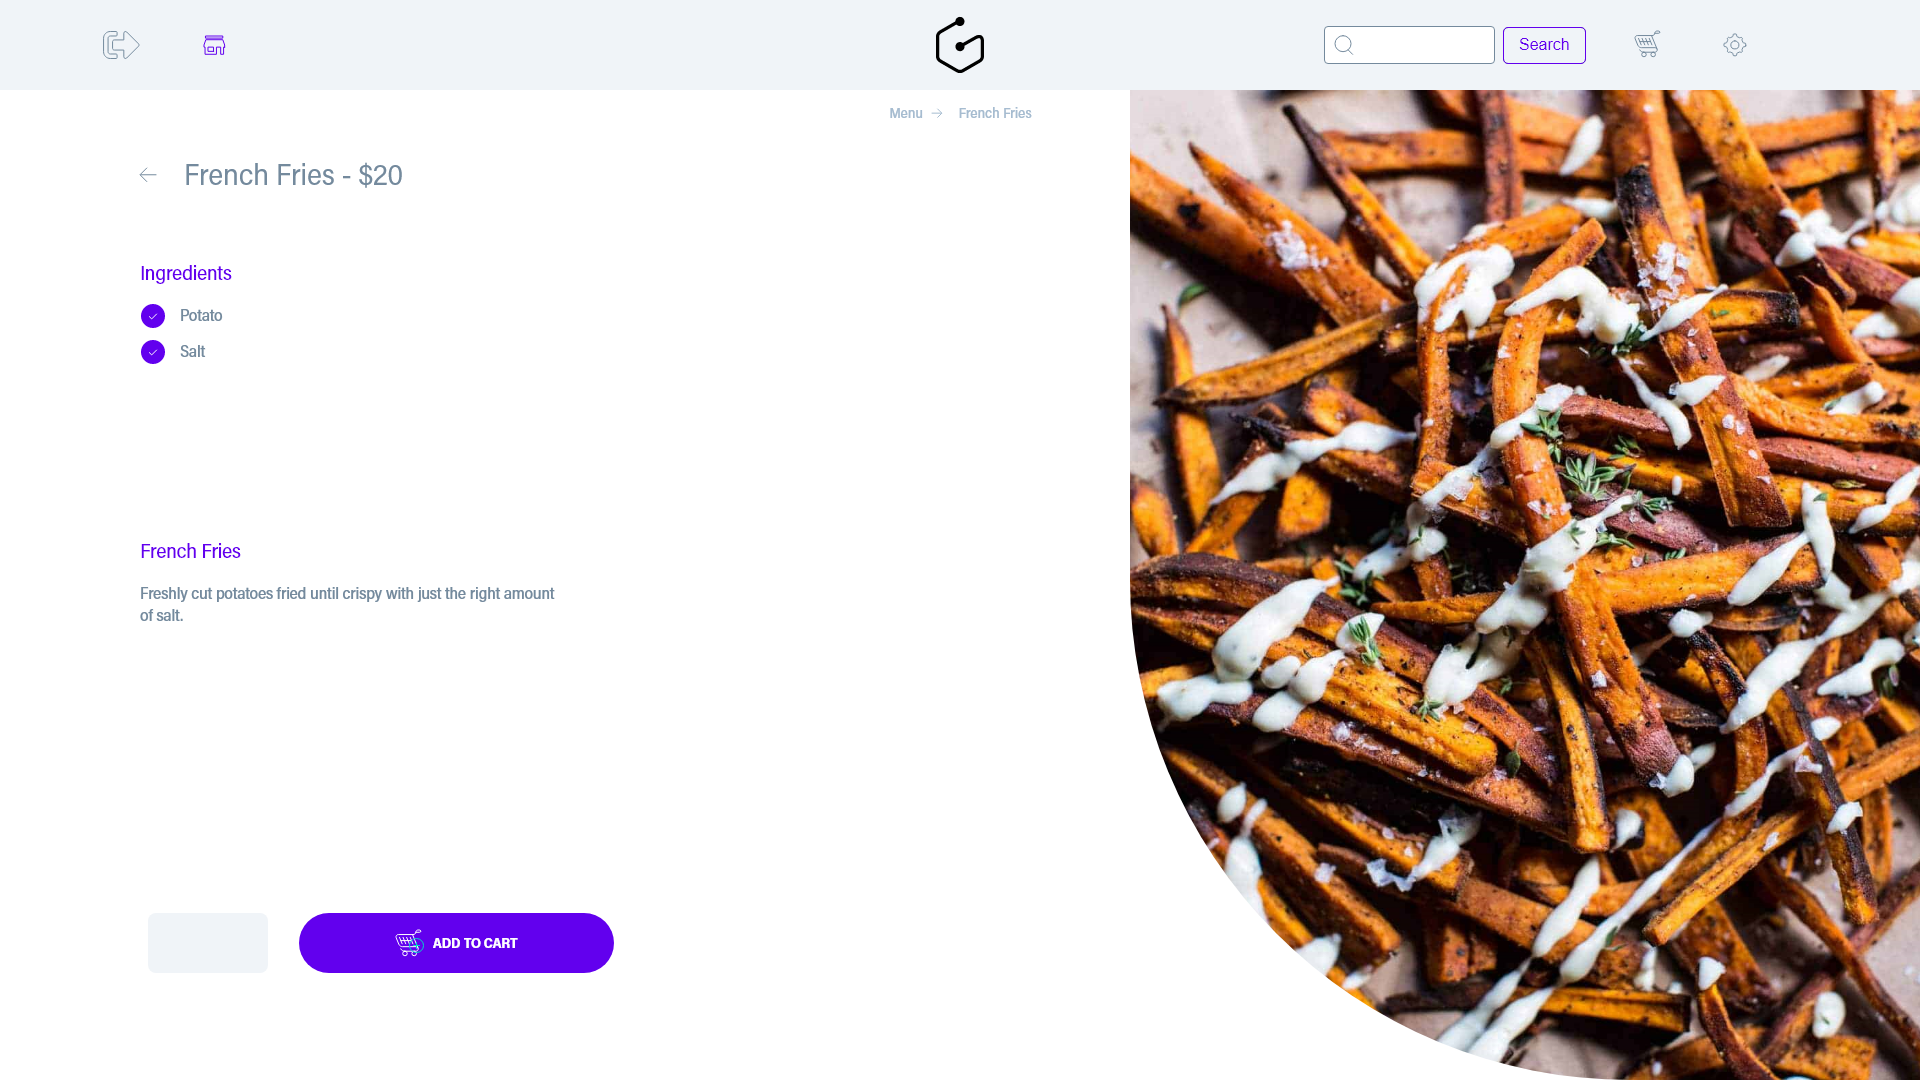 Search
Menu
French Fries
French Fries - $20
Ingredients
Potato
Salt
French Fries
Freshly cut potatoes fried until crispy with just the right amount
of salt.
ADD TO CART